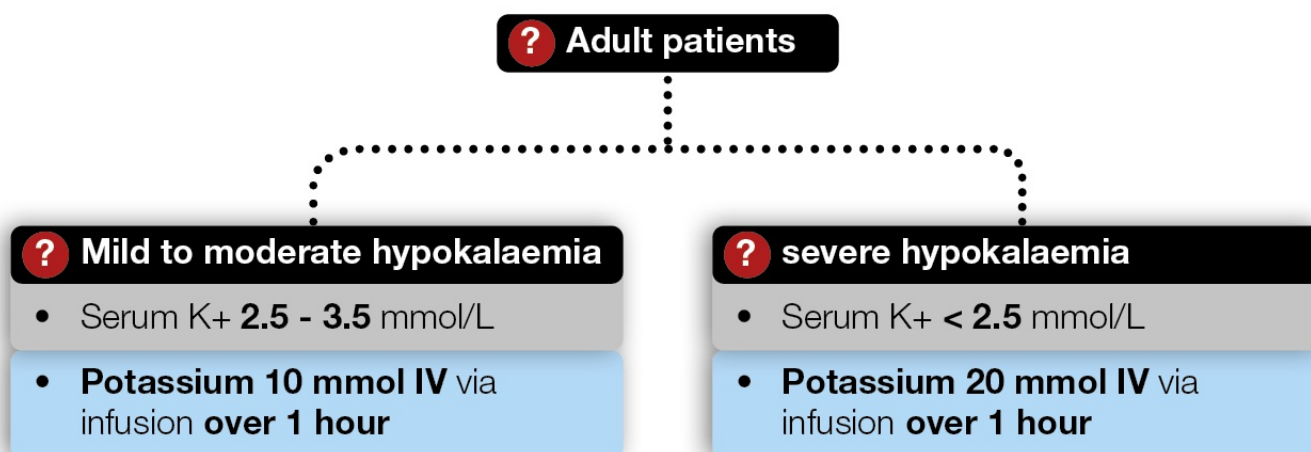 ? Adult patients
? Mild to moderate hypokalaemia
• Serum K+ 2.5 - 3.5 mmol/L
• Potassium 10 mmol IV via
infusion over 1 hour
? severe hypokalaemia
• Serum K+ < 2.5 mmol/L
• Potassium 20 mmol IV via
infusion over 1 hour